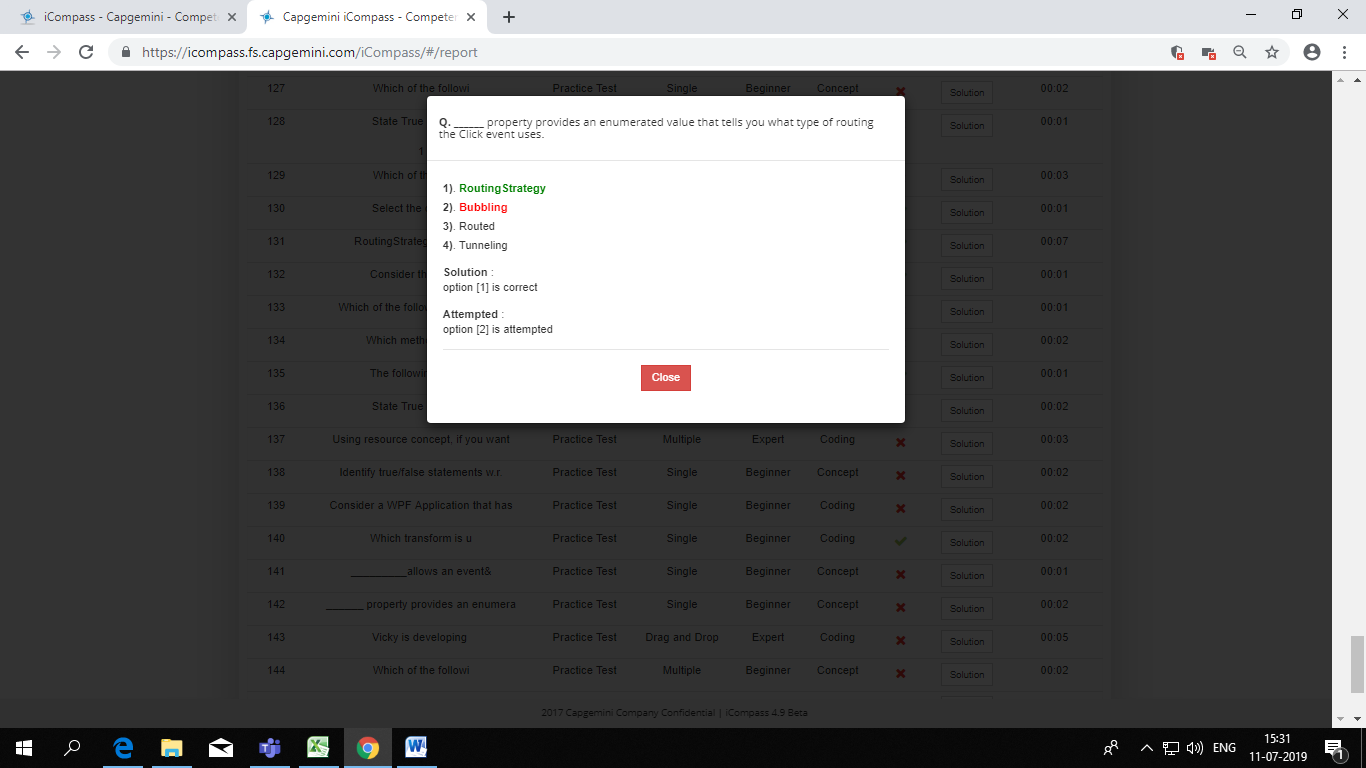 iCompass - Capgemini - Compet
Capgemini iCompass - Competen
https://icompass.fs.capgemini.com/iCompass/#/report
127 Which of the followi Practice Test Single Beginner Concept Solution 00:02
128 State True Solution 00:01
1
129 Which of th Solution 00:03
130 Select the Solution 00:01
131 RoutingStrateg Solution 00:07
132 Consider th Solution 00:01
133 Which of the follo Solution 00:01
134 Which meth Solution 00:02
135 The followin Solution 00:01
136 State True Solution 00:02
Q. ______ property provides an enumerated value that tells you what type of routing
the Click event uses.
1). RoutingStrategy
2). Bubbling
3). Routed
4). Tunneling
Solution :
option [1] is correct
Attempted :
option [2] is attempted
Close
137 Using resource concept, if you want Practice Test Multiple Expert Coding Solution 00:03
138 Identify true/false statements w.r. Practice Test Single Beginner Concept Solution 00:02
139 Consider a WPF Application that has Practice Test Single Beginner Coding Solution 00:02
140 Which transform is u Practice Test Single Beginner Coding Solution 00:02
141 _________allows an event& Practice Test Single Beginner Concept Solution 00:01
142 ______ property provides an enumera Practice Test Single Beginner Concept Solution 00:02
143 Vicky is developing Practice Test Drag and Drop Expert Coding Solution 00:05
144 Which of the followi Practice Test Multiple Beginner Concept Solution 00:02
2017 Capgemini Company Confidential | iCompass 4.9 Beta
ENG
15:31
11-07-2019
1